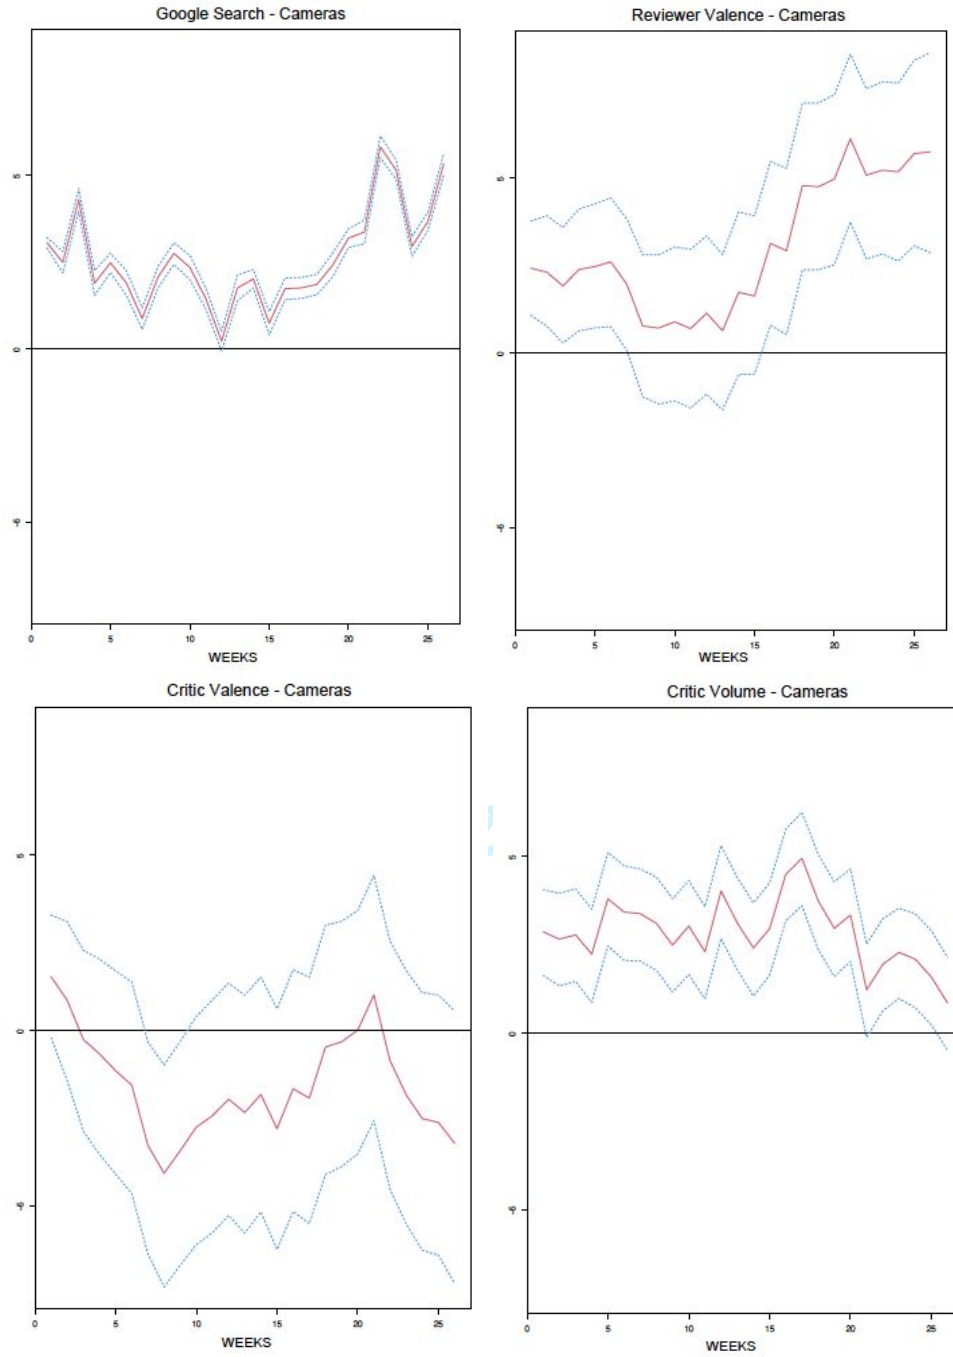 Google Search - Cameras
5
0
-5
0 5 10 15 20 25
WEEKS
Reviewer Valence - Cameras
5
0
-5
0 5 10 15 20 25
WEEKS
Critic Valence - Cameras
5
0
-5
0 5 10 15 20 25
WEEKS
Critic Volume - Cameras
5
0
-5
0 5 10 15 20 25
WEEKS